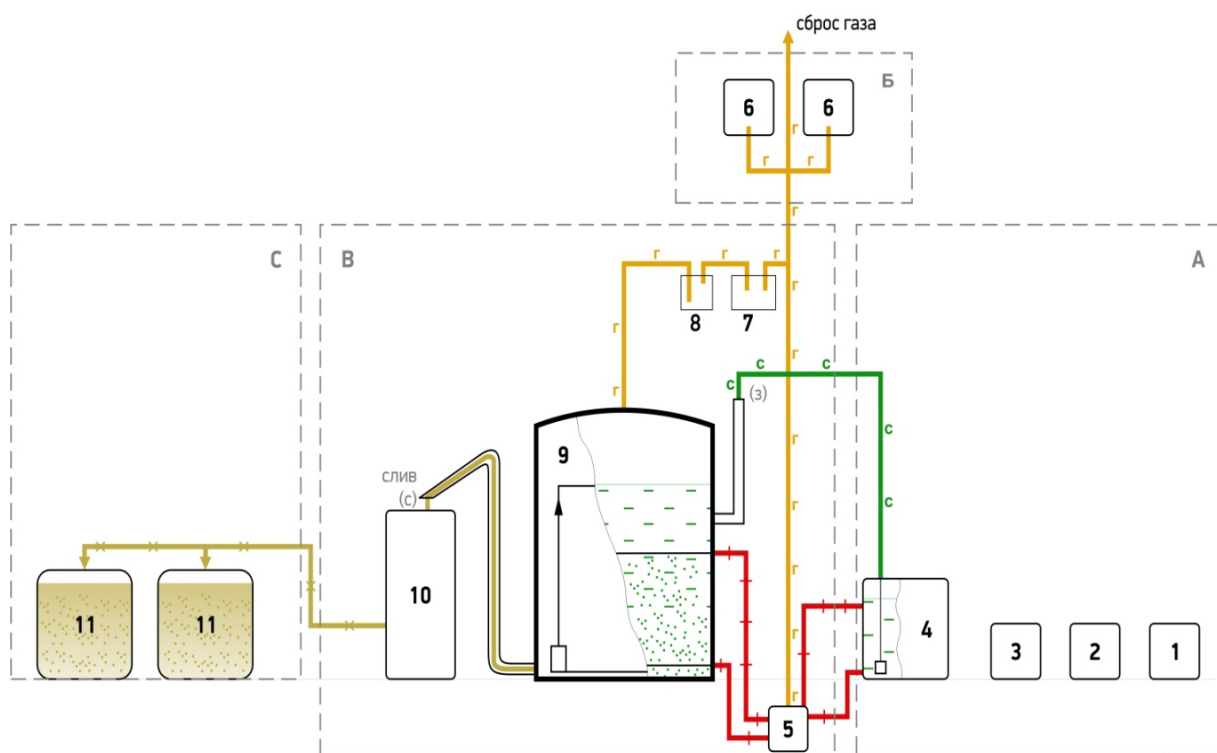 сброс газа
Б
6 6
г
г г
г
С В А
г г г
г
8 7
г
г
с с
с (з)
г
г
9
слив
(с)
с
г
г
10
4
11 11
г
3 2 1
г
5